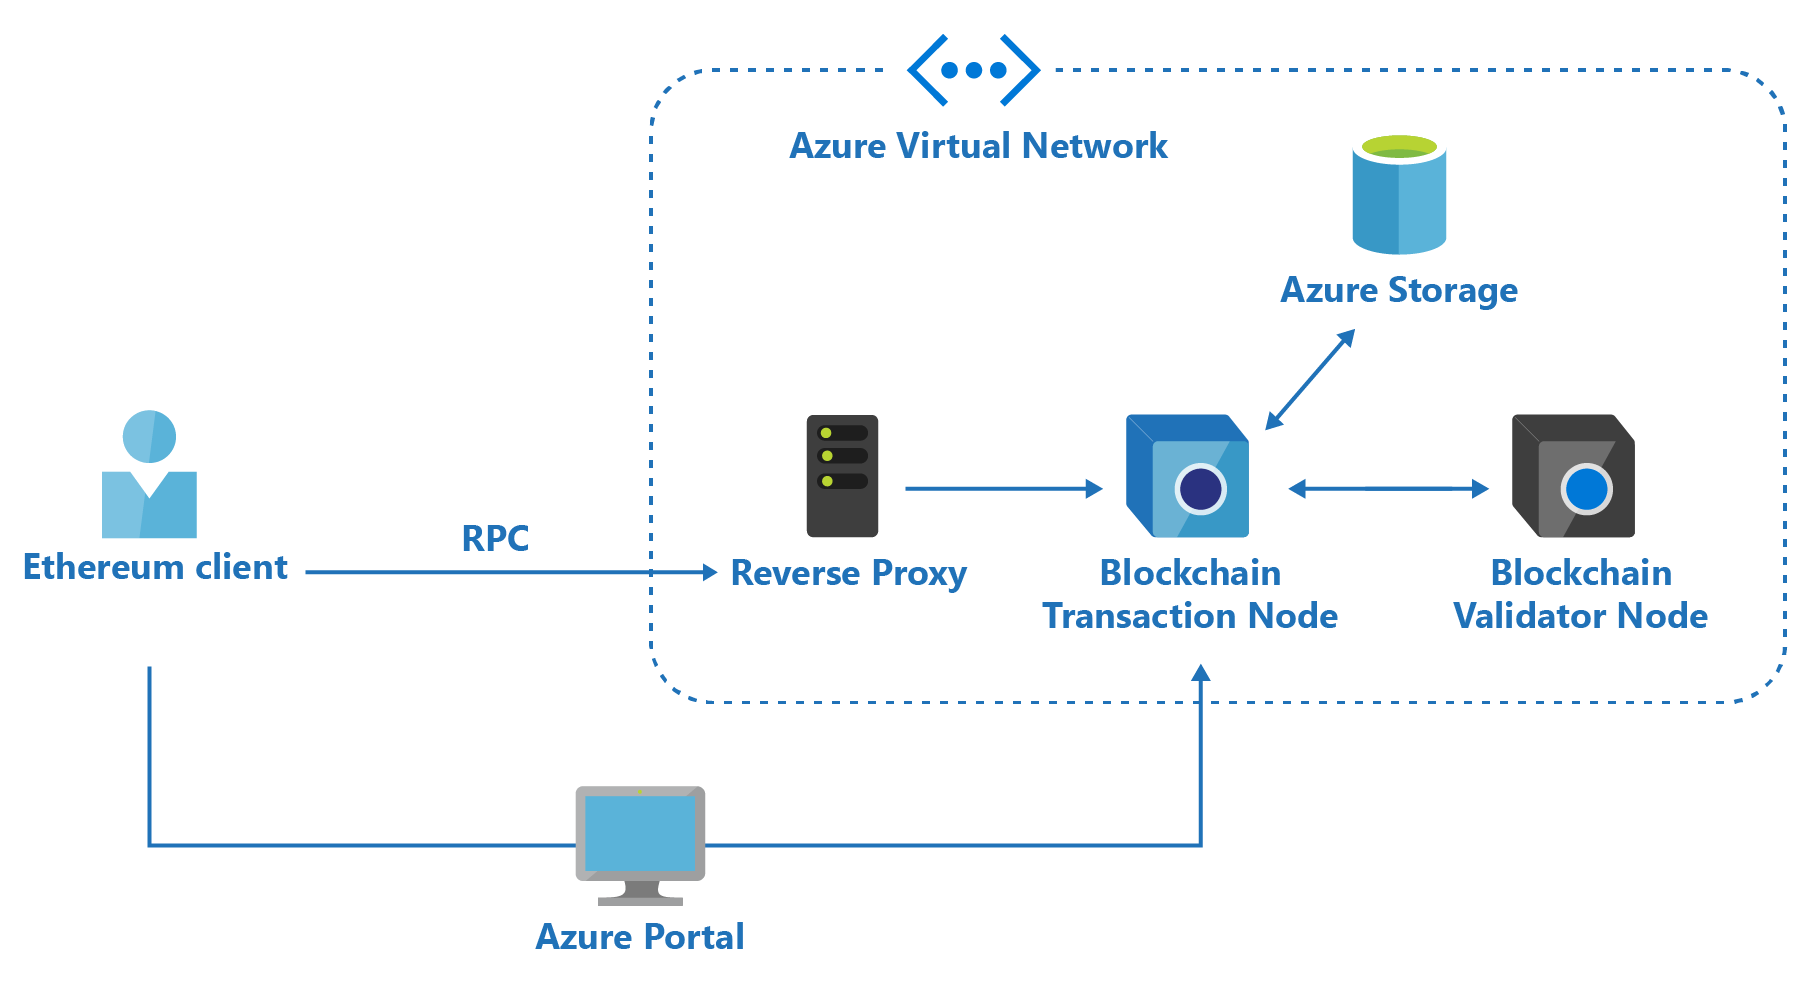 Azure Virtual Network
Azure Storage
RPC
Ethereum client
Reverse Proxy
Blockchain
Transaction Node
Blockchain
Validator Node
Azure Portal